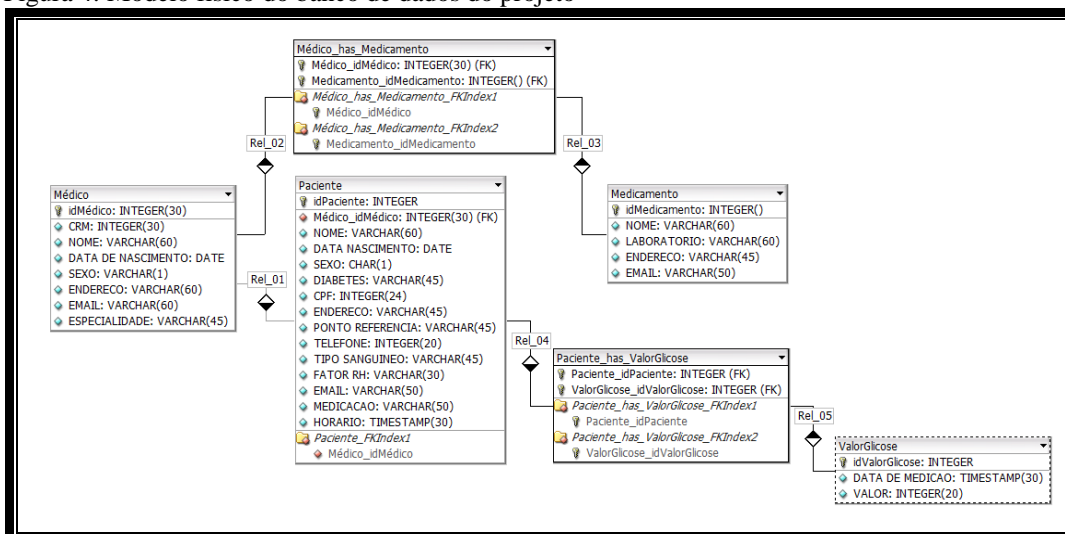 Figura 4: Modelo físico do banco de dados do projeto
Médico_has_Medicamento
Médico_idMédico: INTEGER(30) (FK)
Medicamento_idMedicamento: INTEGER() (FK)
Médico_has_Medicamento_FKIndex1
Médico_idMédico
Médico_has_Medicamento_FKIndex2
Medicamento_idMedicamento
Rel_02
Rel_03
Médico
idMédico: INTEGER(30)
CRM: INTEGER(30)
NOME: VARCHAR(60)
DATA DE NASCIMENTO: DATE
SEXO: VARCHAR(1)
ENDERECO: VARCHAR(60)
EMAIL: VARCHAR(60)
ESPECIALIDADE: VARCHAR(45)
Rel_01
Paciente
idPaciente: INTEGER
Médico_idMédico: INTEGER(30) (FK)
NOME: VARCHAR(60)
DATA NASCIMENTO: DATE
SEXO: CHAR(1)
DIABETES: VARCHAR(45)
CPF: INTEGER(24)
ENDERECO: VARCHAR(45)
PONTO REFERENCIA: VARCHAR(45)
TELEFONE: INTEGER(20)
TIPO SANGUINEO: VARCHAR(45)
FATOR RH: VARCHAR(30)
EMAIL: VARCHAR(50)
MEDICACAO: VARCHAR(50)
HORARIO: TIMESTAMP(30)
Paciente_FKIndex1
Médico_idMédico
Medicamento
idMedicamento: INTEGER()
NOME: VARCHAR(60)
LABORATORIO: VARCHAR(60)
ENDERECO: VARCHAR(45)
EMAIL: VARCHAR(50)
Rel_04
Paciente_has_ValorGlicose
Paciente_idPaciente: INTEGER (FK)
ValorGlicose_idValorGlicose: INTEGER (FK)
Paciente_has_ValorGlicose_FKIndex1
Paciente_idPaciente
Paciente_has_ValorGlicose_FKIndex2
ValorGlicose_idValorGlicose
Rel_05
ValorGlicose
idValorGlicose: INTEGER
DATA DE MEDICAO: TIMESTAMP(30)
VALOR: INTEGER(20)